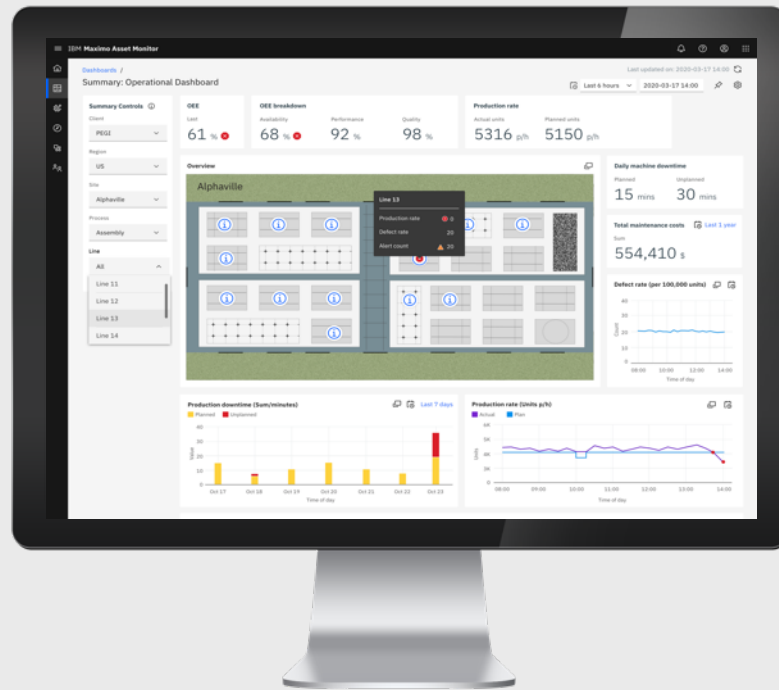 IBM Maximo Asset Monitor
Dashboards /
Last updated on: 2020-03-17 14:00
Summary: Operational Dashboard
Last 6 hours
2020-03-17 14:00
Summary Controls
Client
PEGI
Region
US
Site
Alphaville
Process
Assembly
Line
All
Line 11
Line 12
Line 13
Line 14
OEE
Last
61 %
OEE breakdown
Availability
Performance
Quality
68 %
92 %
98 %
Production rate
Actual units
Planned units
5316 p/h
5150 p/h
Overview
Alphaville
Line 13
Production rate 0
Defect rate 20
Alert count 20
Daily machine downtime
Planned
Unplanned
15 mins
30 mins
Total maintenance costs
Last 1 year
Sum
554,410 $
Defect rate (per 100,000 units)
40
30
20
10
0
Count
08:00 10:00 12:00 14:00
Time of day
Production downtime (Sum/minutes)
Last 7 days
Planned Unplanned
40
30
20
10
0
Value
Oct 17 Oct 18 Oct 19 Oct 20 Oct 21 Oct 22 Oct 23
Time of day
Production rate (Units p/h)
Actual Plan
6K
5K
4K
2K
0
Units
08:00 09:00 10:00 11:00 12:00 13:00 14:00
Time of day